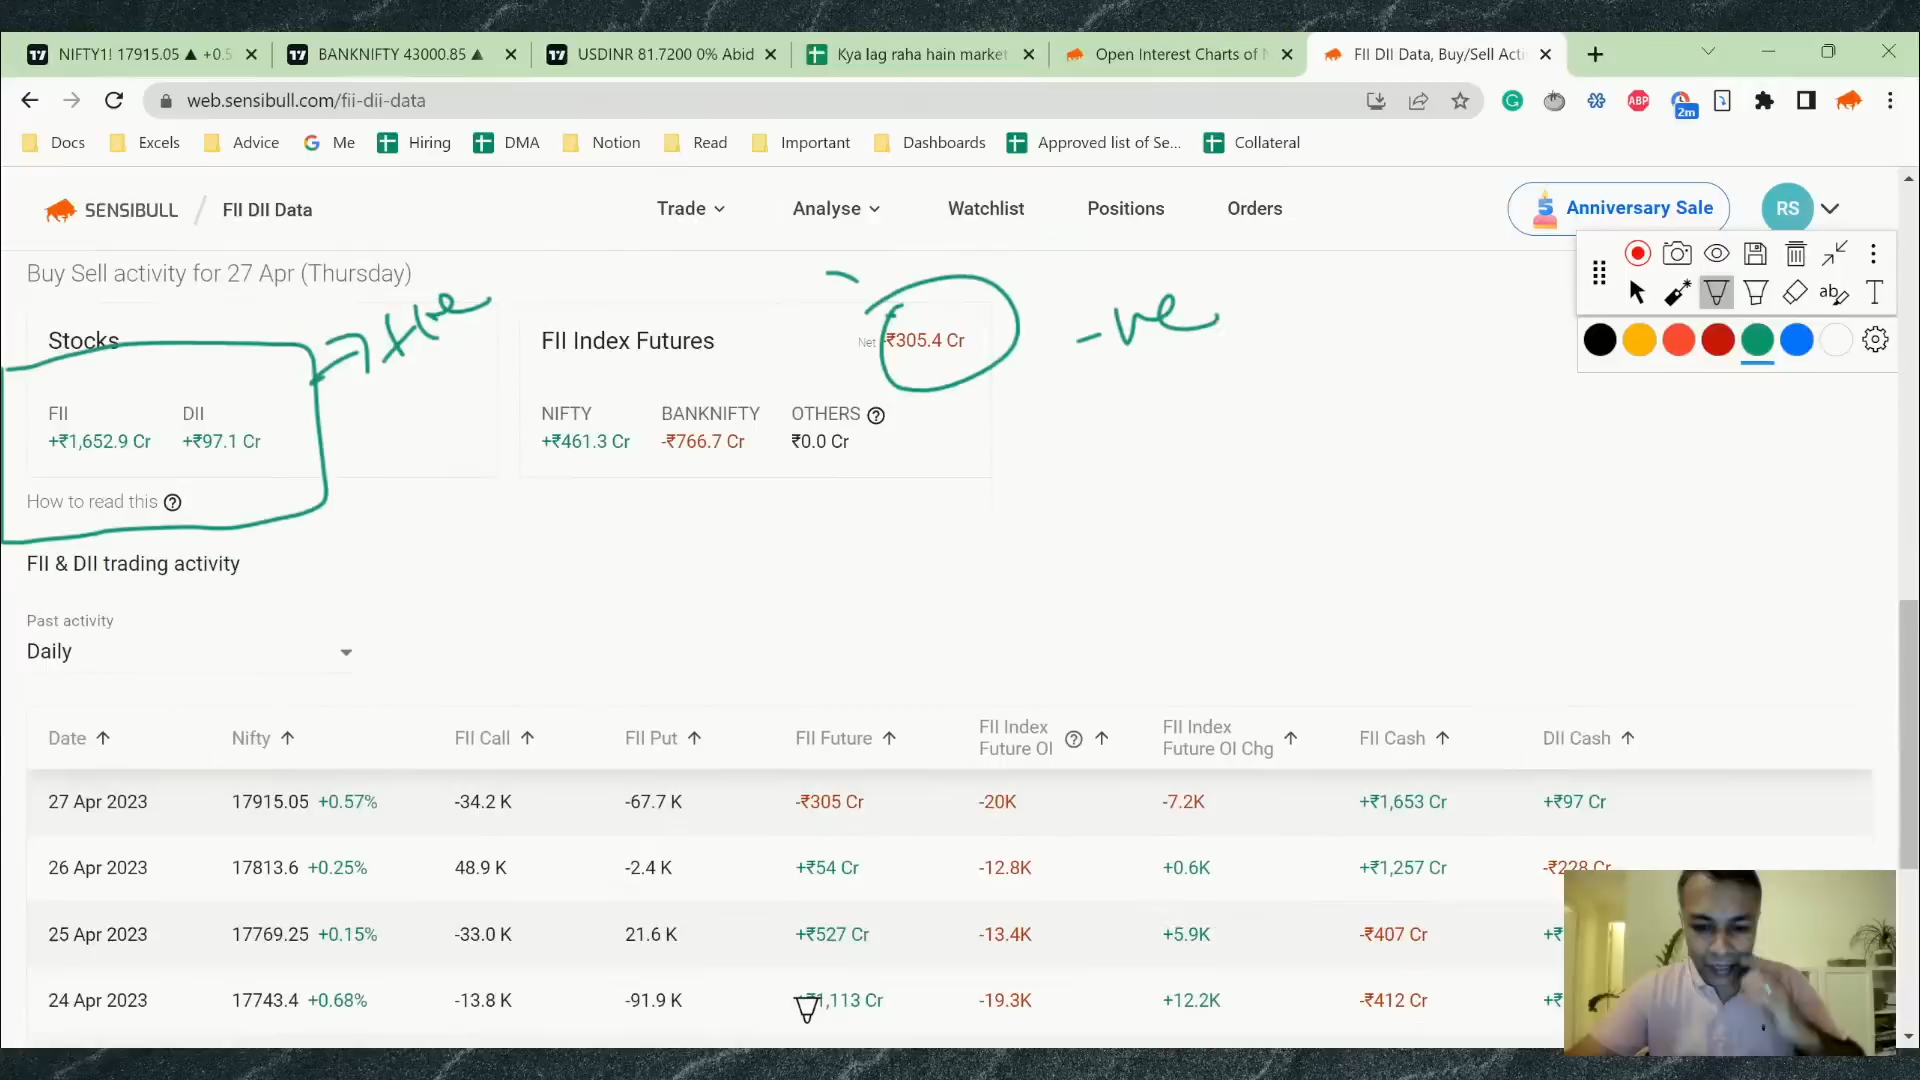 NIFTY1! 17915.05 ▲ +0.5
BANKNIFTY 43000.85 ▲
USDINR 81.7200 0% Abid
Kya lag raha hain market
Open Interest Charts of N
FII DII Data, Buy/Sell Acti
web.sensibull.com/fii-dii-data
ABP
2m
Docs
Excels
Advice
Me
Hiring
DMA
Notion
Read
Important
Dashboards
Approved list of Se...
Collateral
SENSIBULL / FII DII Data
Trade
Analyse
Watchlist
Positions
Orders
5 Anniversary Sale
RS
Buy Sell activity for 27 Apr (Thursday)
+ve
-ve
Stocks
FII DII
+₹1,652.9 Cr +₹97.1 Cr
FII Index Futures
Net -₹305.4 Cr
NIFTY BANKNIFTY OTHERS
+₹461.3 Cr -₹766.7 Cr ₹0.0 Cr
How to read this
FII & DII trading activity
Past activity
Daily
Date Nifty FII Call FII Put FII Future FII Index Future OI FII Index Future OI Chg FII Cash DII Cash
27 Apr 2023 17915.05 +0.57% -34.2 K -67.7 K -₹305 Cr -20K -7.2K +₹1,653 Cr +₹97 Cr
26 Apr 2023 17813.6 +0.25% 48.9 K -2.4 K +₹54 Cr -12.8K +0.6K +₹1,257 Cr -₹228 Cr
25 Apr 2023 17769.25 +0.15% -33.0 K 21.6 K +₹527 Cr -13.4K +5.9K -₹407 Cr +₹
24 Apr 2023 17743.4 +0.68% -13.8 K -91.9 K 1,113 Cr -19.3K +12.2K -₹412 Cr +₹